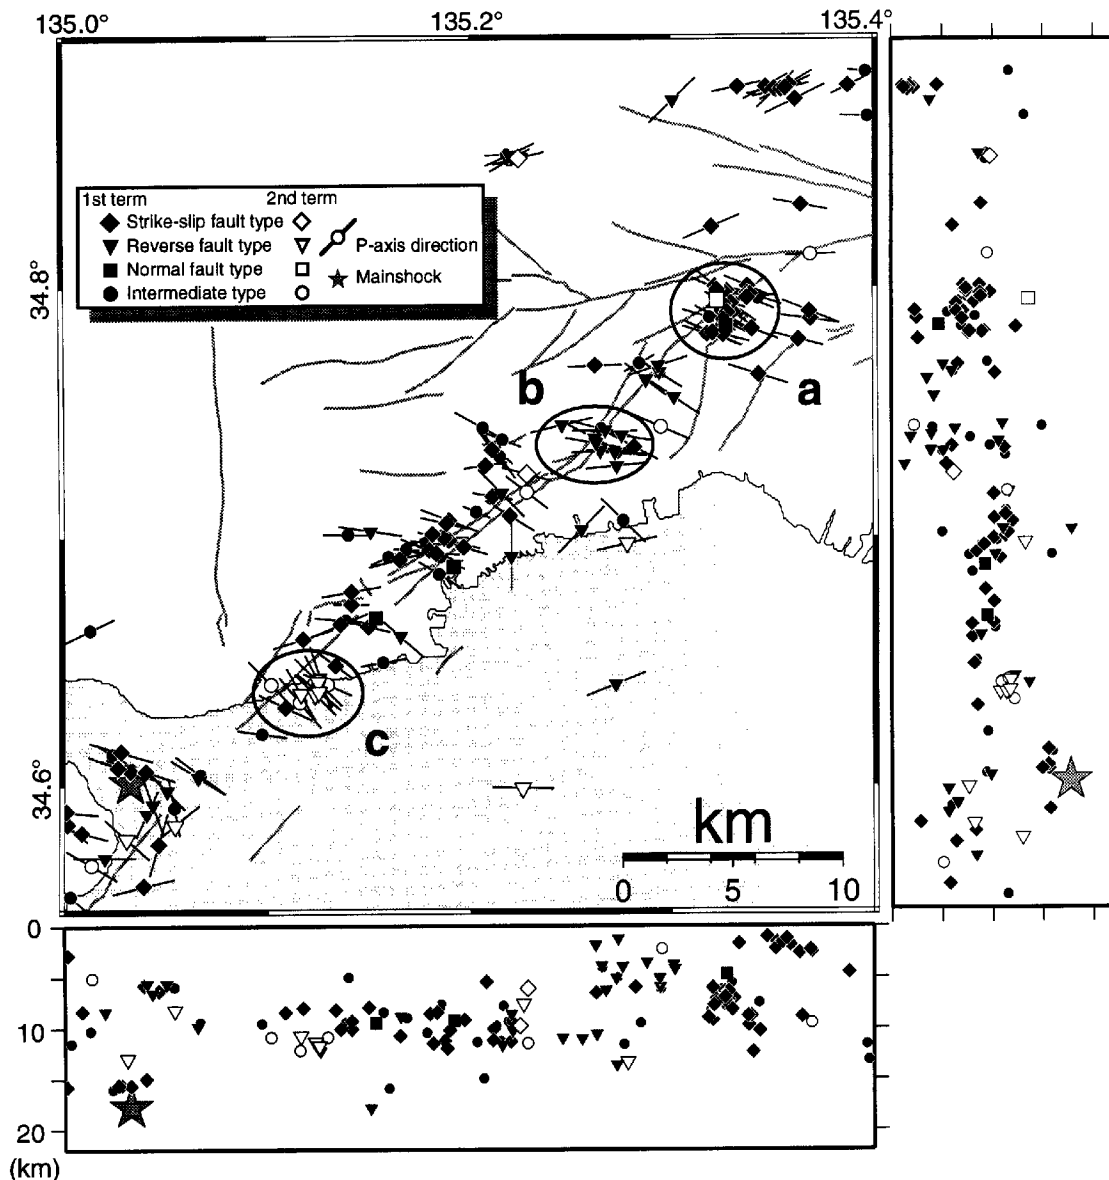 135.0° 135.2° 135.4°
34.8°
1st term 2nd term
Strike-slip fault type
Reverse fault type P-axis direction
Normal fault type Mainshock
Intermediate type
b a
c
34.6°
km
0 5 10
0
10
20
(km)